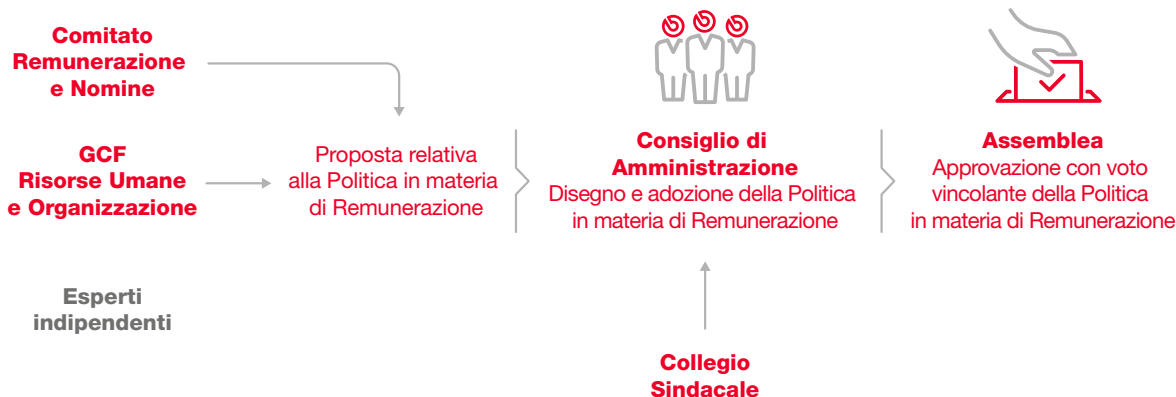 Comitato
Remunerazione
e Nomine
GCF
Risorse Umane
e Organizzazione
Esperti
indipendenti
Proposta relativa
alla Politica in materia
di Remunerazione
Consiglio di
Amministrazione
Disegno e adozione della Politica
in materia di Remunerazione
Collegio
Sindacale
Assemblea
Approvazione con voto
vincolante della Politica
in materia di Remunerazione